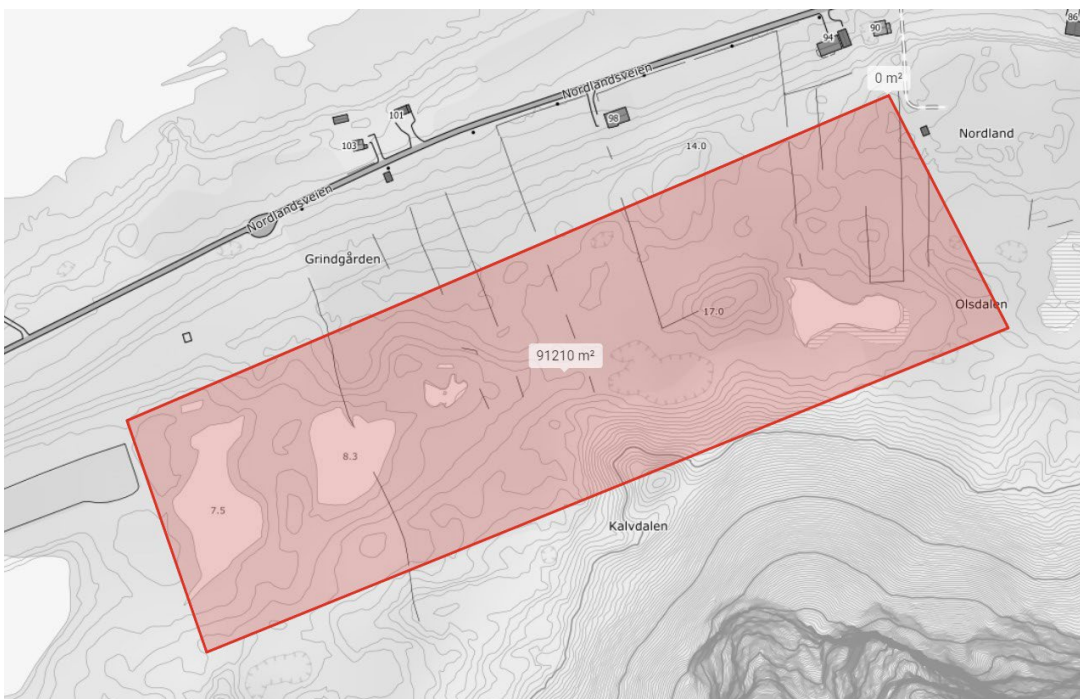 86
90
94
Nordlandsveien
0 m²
101
98
103
14.0
Nordland
Nordlandsveien
Grindgården
Olsdalen
17.0
91210 m²
8.3
7.5
Kalvdalen